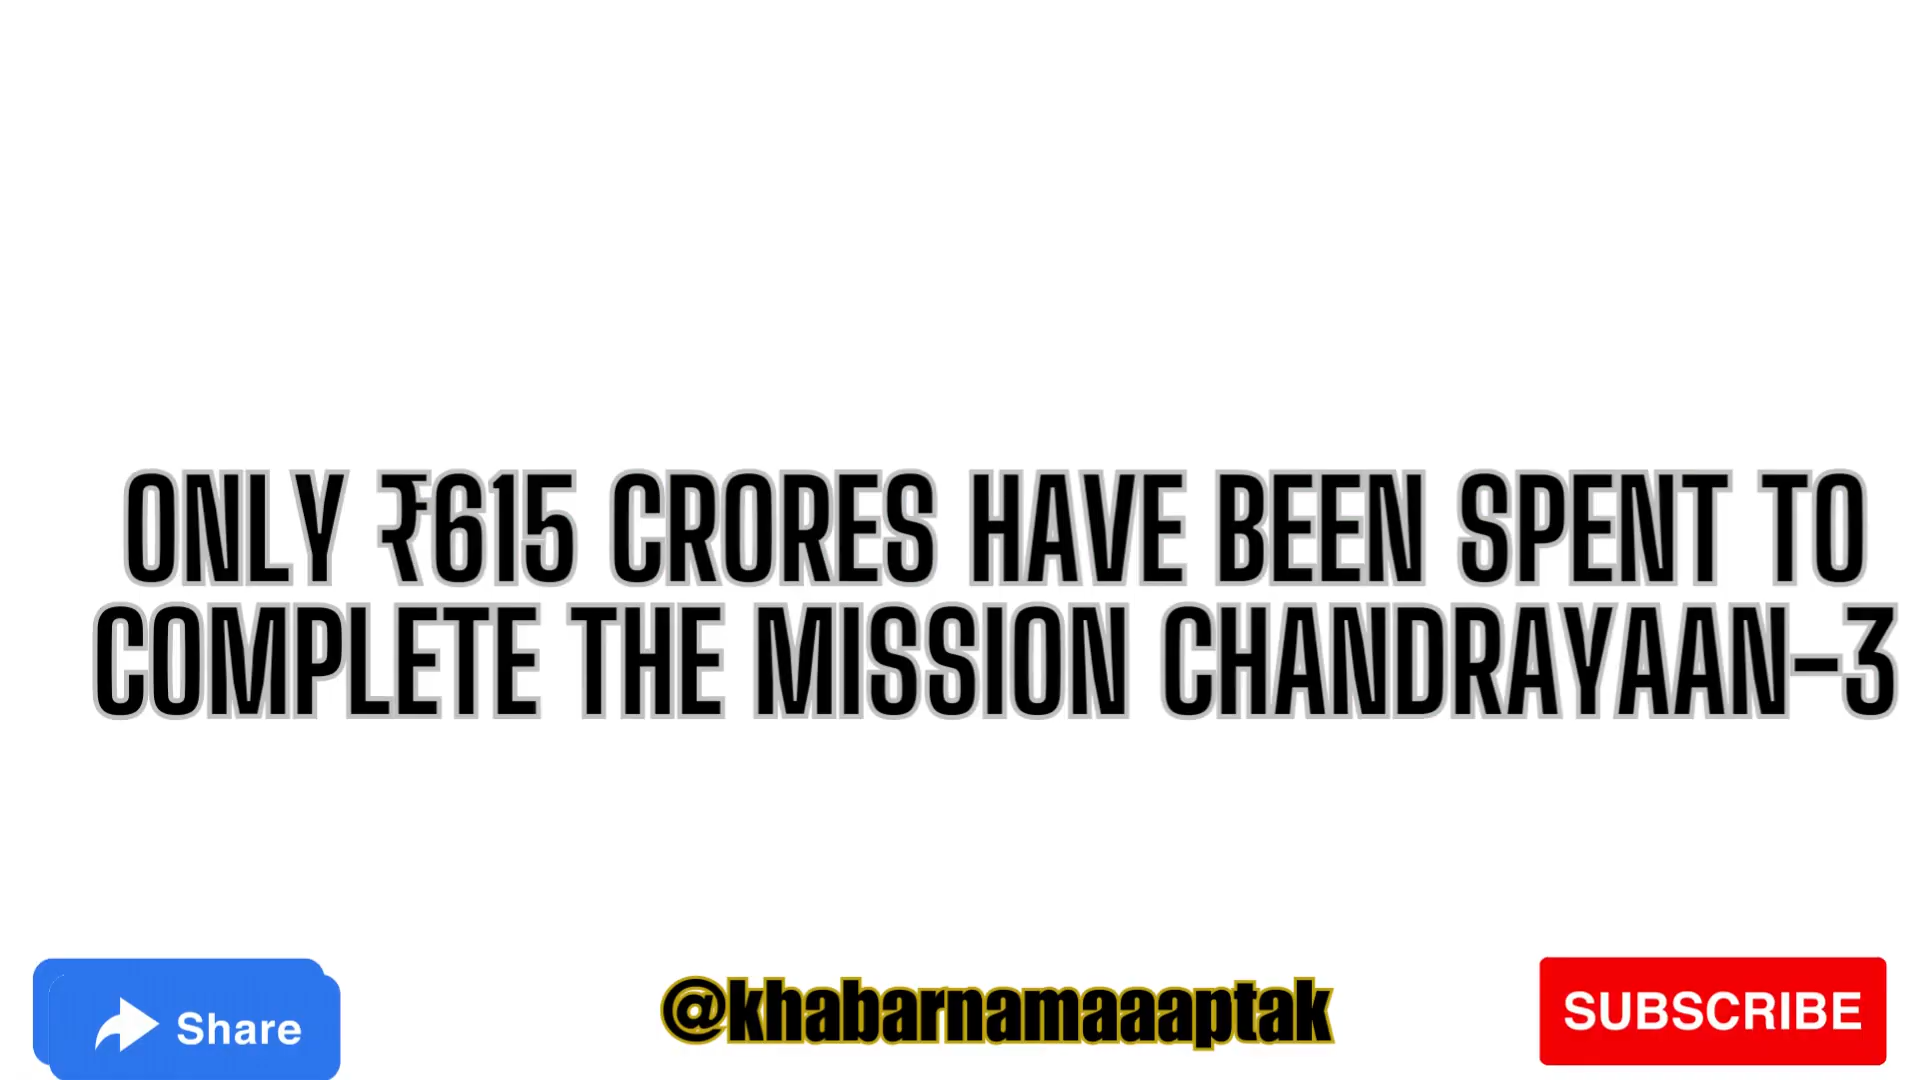 ONLY ₹615 CRORES HAVE BEEN SPENT TO
COMPLETE THE MISSION CHANDRAYAAN-3
Share
@khabarnamaaaptak
SUBSCRIBE